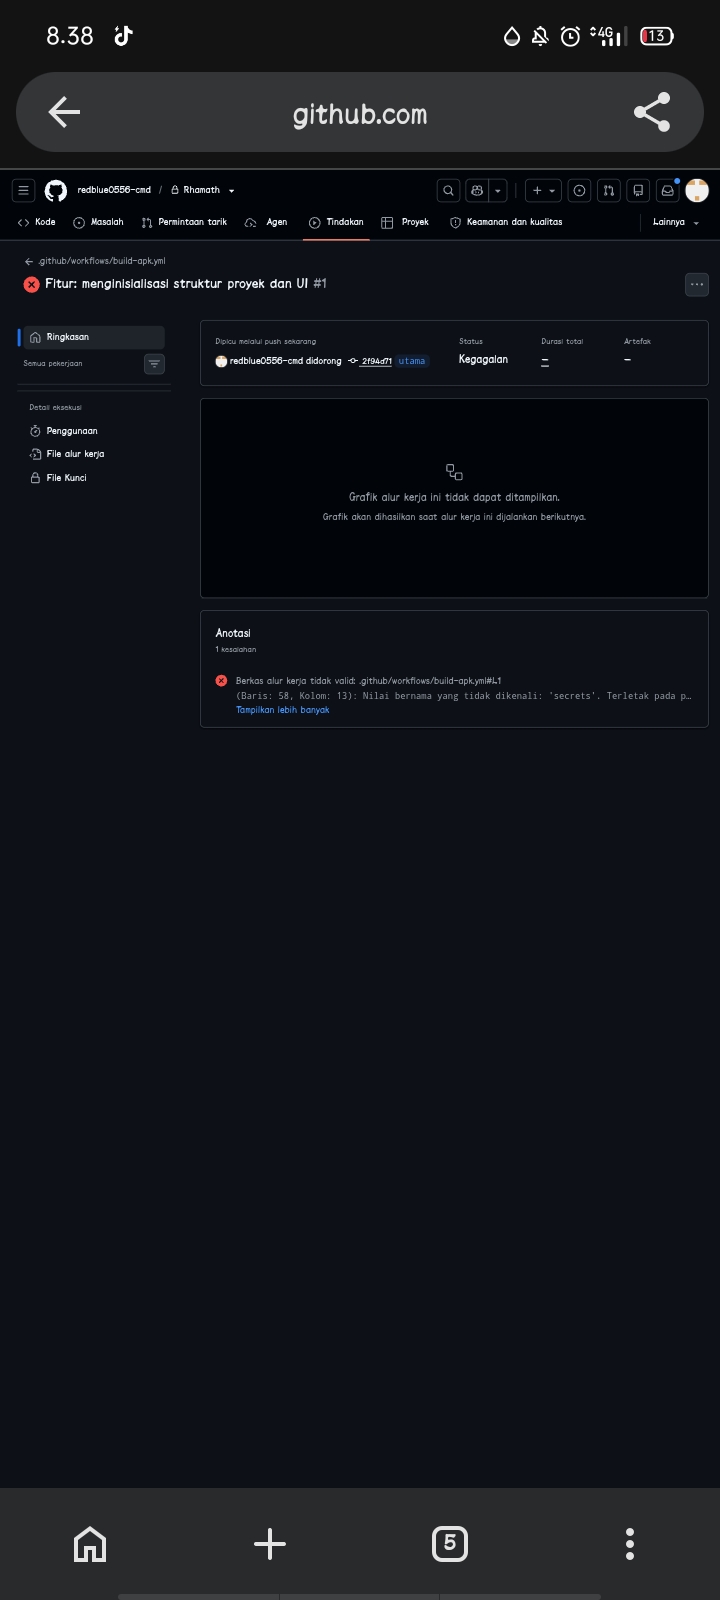 8.38
4G
13
github.com
redblue0556-cmd / Rhamath
Kode Masalah Permintaan tarik Agen Tindakan Proyek Keamanan dan kualitas Lainnya
.github/workflows/build-apk.yml
Fitur: menginisialisasi struktur proyek dan UI #1
Ringkasan
Semua pekerjaan
Detail eksekusi
Penggunaan
File alur kerja
File Kunci
Dipicu melalui push sekarang
redblue0556-cmd didorong 2f94d71 utama
Status
Kegagalan
Durasi total
–
Artefak
–
Grafik alur kerja ini tidak dapat ditampilkan.
Grafik akan dihasilkan saat alur kerja ini dijalankan berikutnya.
Anotasi
1 kesalahan
Berkas alur kerja tidak valid: .github/workflows/build-apk.yml#L1
(Baris: 58, Kolom: 13): Nilai bernama yang tidak dikenali: 'secrets'. Terletak pada p…
Tampilkan lebih banyak
5